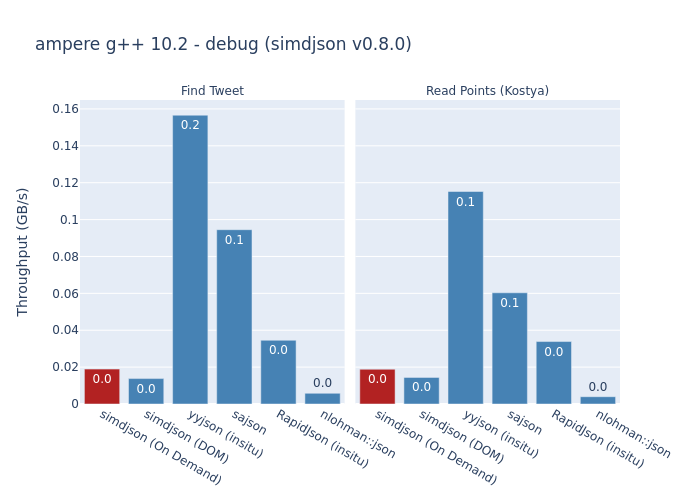 ampere g++ 10.2 - debug (simdjson v0.8.0)
Find Tweet
Read Points (Kostya)
Throughput (GB/s)
0.16
0.14
0.12
0.1
0.08
0.06
0.04
0.02
0
0.0
0.0
0.2
0.1
0.0
0.0
0.0
0.0
0.1
0.1
0.0
0.0
simdjson (On Demand)
simdjson (DOM)
yyjson (insitu)
sajson
RapidJson (insitu)
nlohman::json
simdjson (On Demand)
simdjson (DOM)
yyjson (insitu)
sajson
RapidJson (insitu)
nlohman::json